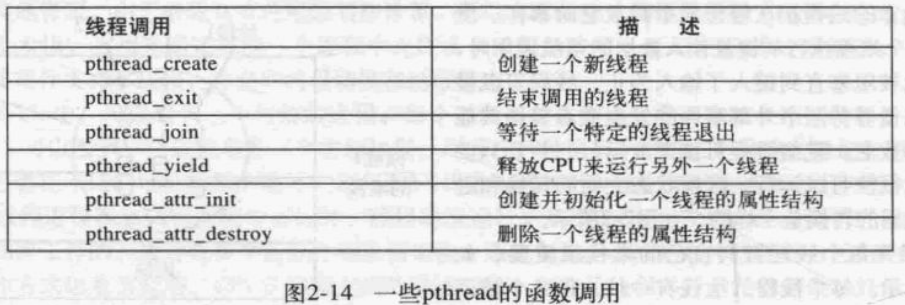 线程调用 描 述
pthread_create 创建一个新线程
pthread_exit 结束调用的线程
pthread_join 等待一个特定的线程退出
pthread_yield 释放CPU来运行另外一个线程
pthread_attr_init 创建并初始化一个线程的属性结构
pthread_attr_destroy 删除一个线程的属性结构
图2-14 一些pthread的函数调用